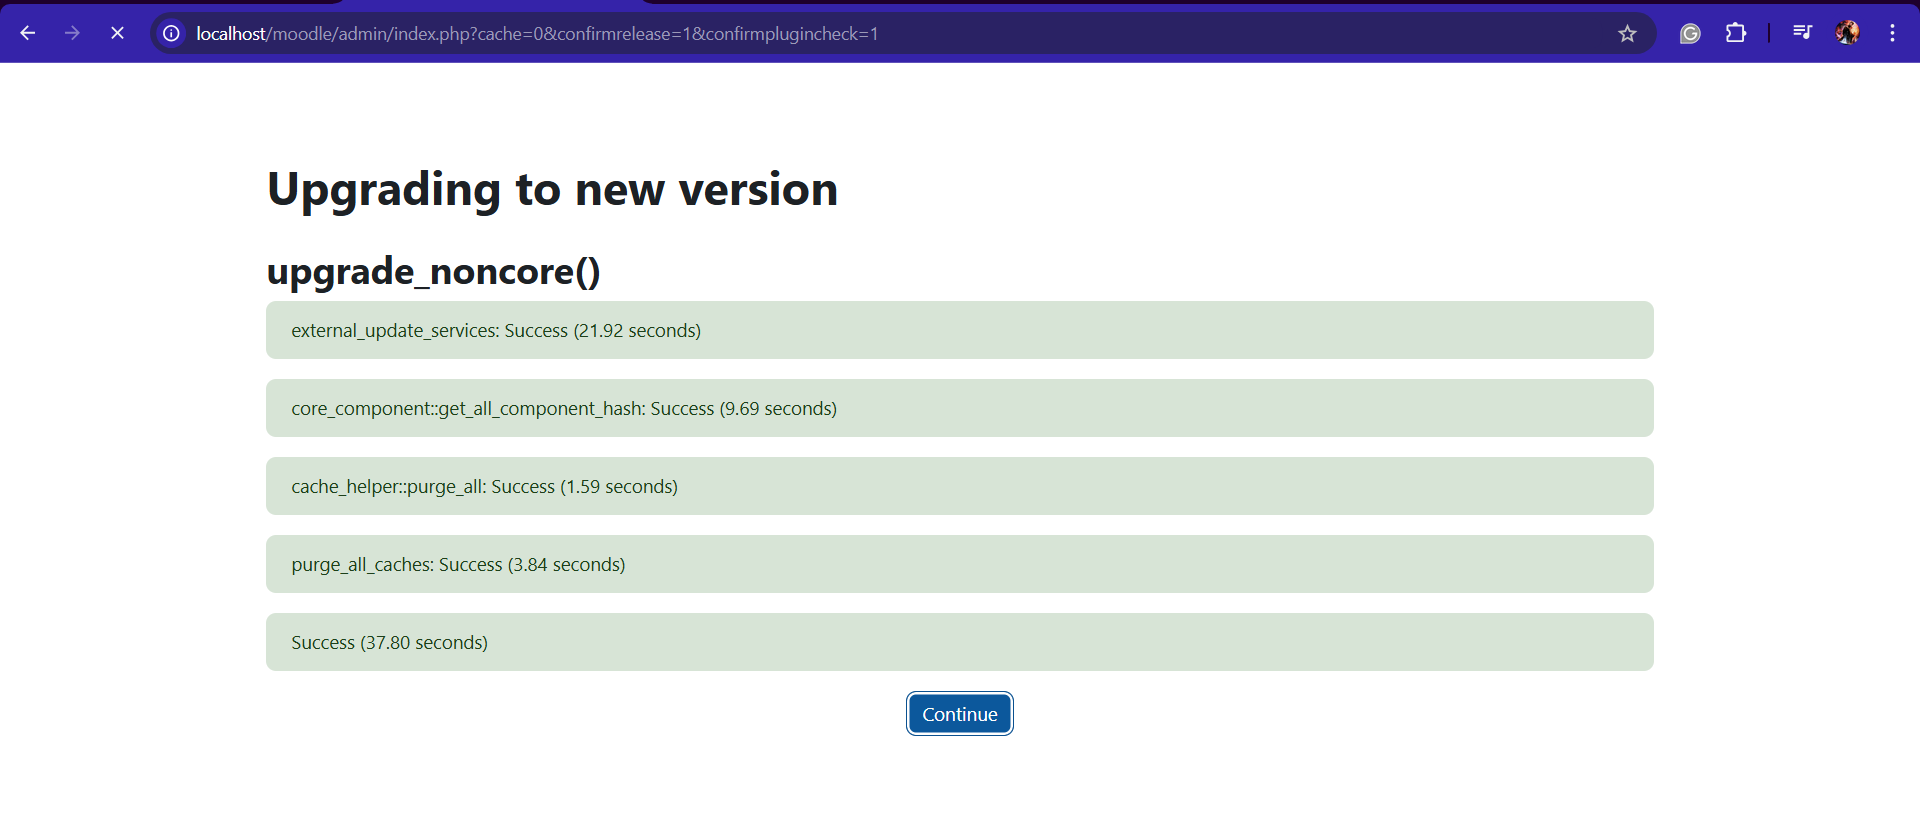 localhost/moodle/admin/index.php?cache=0&confirmrelease=1&confirmplugincheck=1
Upgrading to new version
upgrade_noncore()
external_update_services: Success (21.92 seconds)
core_component::get_all_component_hash: Success (9.69 seconds)
cache_helper::purge_all: Success (1.59 seconds)
purge_all_caches: Success (3.84 seconds)
Success (37.80 seconds)
Continue